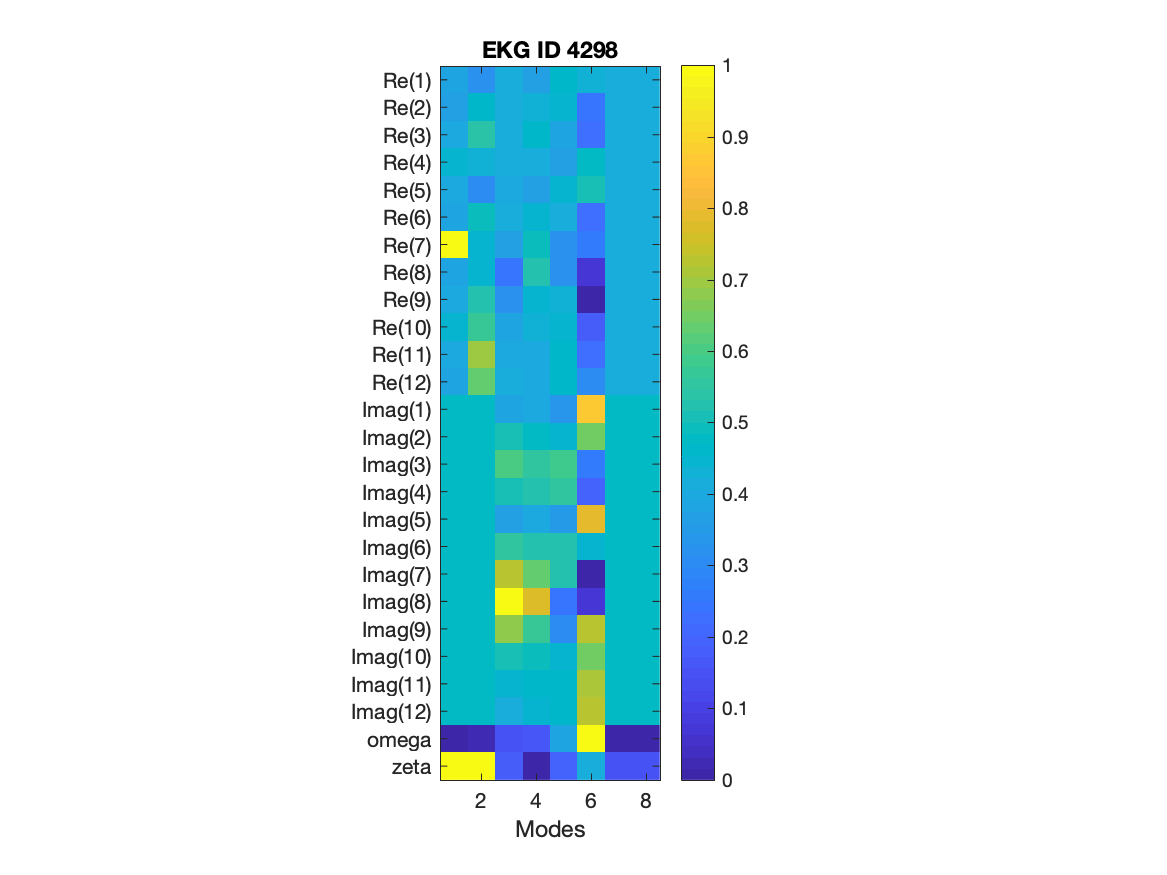 EKG ID 4298
Re(1)
Re(2)
Re(3)
Re(4)
Re(5)
Re(6)
Re(7)
Re(8)
Re(9)
Re(10)
Re(11)
Re(12)
Imag(1)
Imag(2)
Imag(3)
Imag(4)
Imag(5)
Imag(6)
Imag(7)
Imag(8)
Imag(9)
Imag(10)
Imag(11)
Imag(12)
omega
zeta
2 4 6 8
Modes
1
0.9
0.8
0.7
0.6
0.5
0.4
0.3
0.2
0.1
0